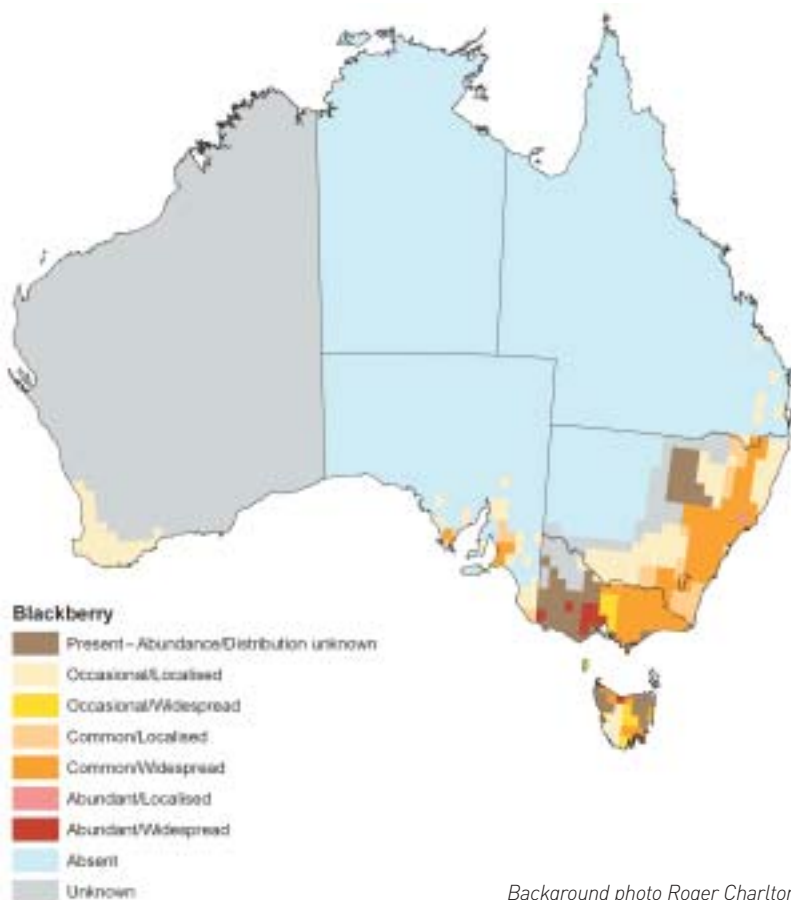 Blackberry
Present – Abundance/Distribution unknown
Occasional/Localised
Occasional/Widespread
Common/Localised
Common/Widespread
Abundant/Localised
Abundant/Widespread
Absent
Unknown
Background photo Roger Charlton